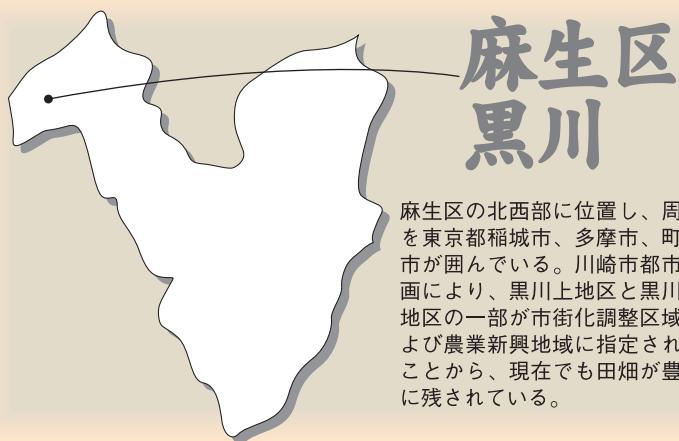 麻生区
黒川
麻生区の北西部に位置し、周
を東京都稲城市、多摩市、町
市が囲んでいる。川崎市都市
画により、黒川上地区と黒川
地区の一部が市街化調整区域
よび農業新興地域に指定され
ことから、現在でも田畑が豊
に残されている。